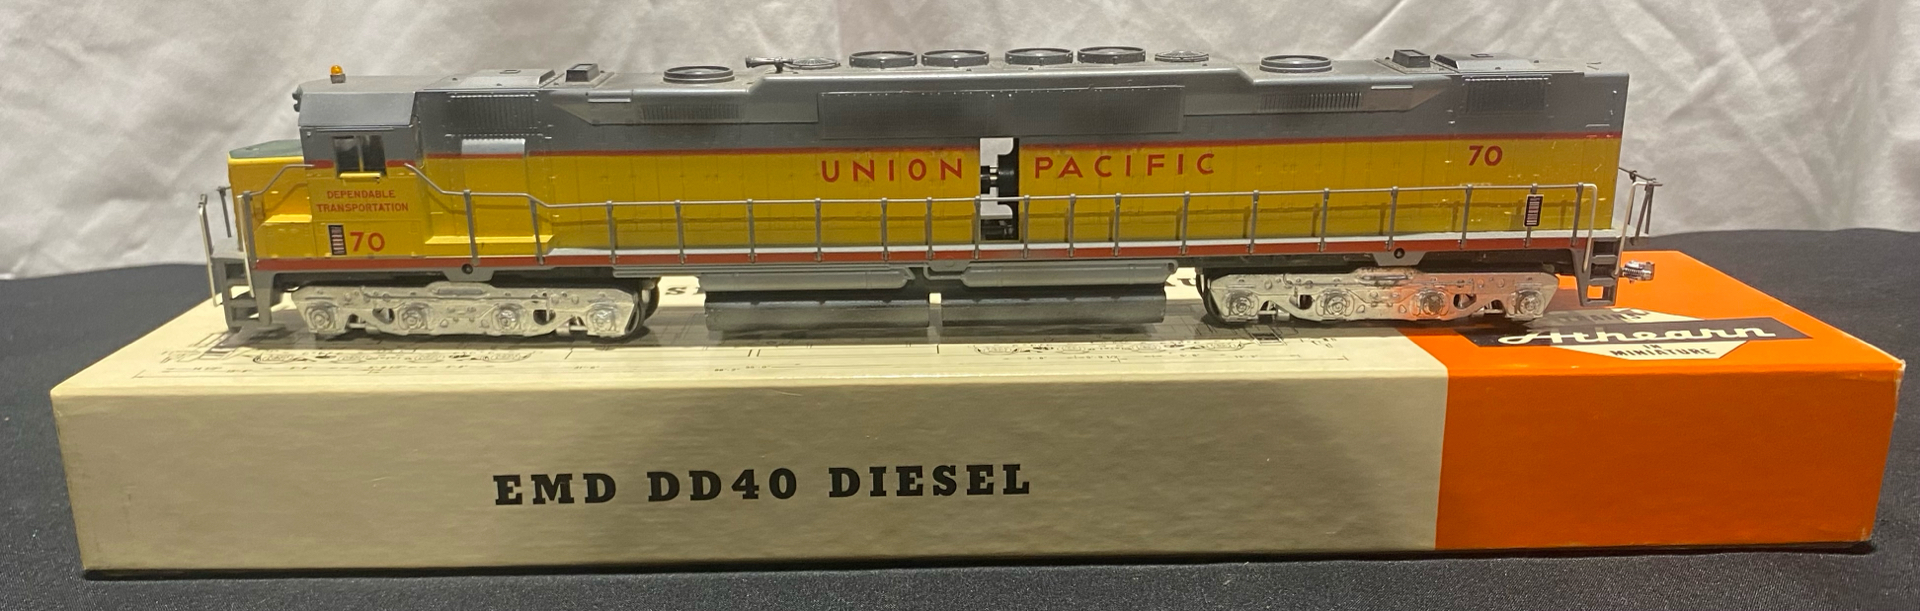 UNION PACIFIC
70
DEPENDABLE
TRANSPORTATION
70
Athearn
IN
MINIATURE
EMD DD40 DIESEL